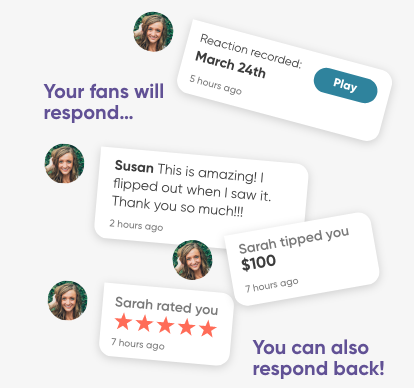 Reaction recorded:
March 24th
Play
5 hours ago
Your fans will
respond...
Susan This is amazing! I
flipped out when I saw it.
Thank you so much!!!
2 hours ago
Sarah tipped you
$100
7 hours ago
Sarah rated you
7 hours ago
You can also
respond back!